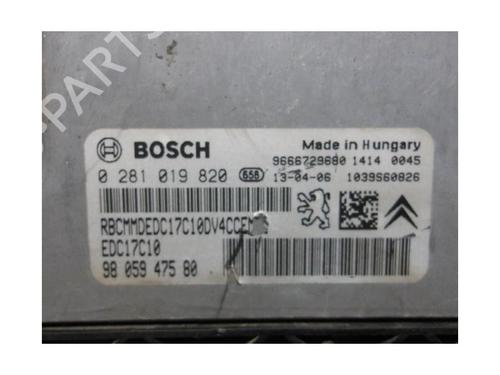 BOSCH
Made in Hungary
9666729680 1414 0045
0 281 019 820 658 13-04-06 1039S60826
EDC17C10
98 059 475 80
PARTS